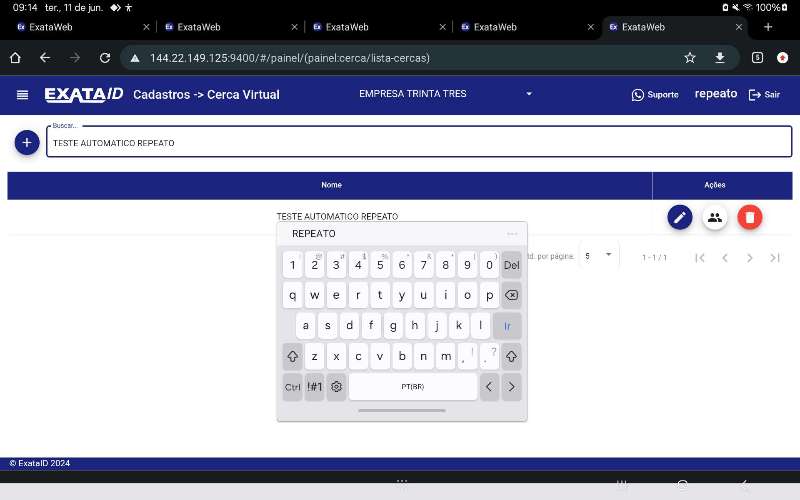 09:14 ter., 11 de jun. 100%
ExataWeb ExataWeb ExataWeb ExataWeb ExataWeb
144.22.149.125:9400/#/painel/(painel:cerca/lista-cercas) 5
EXATAID Cadastros -> Cerca Virtual EMPRESA TRINTA TRES Suporte repeato Sair
Buscar...
TESTE AUTOMATICO REPEATO
Nome Ações
TESTE AUTOMATICO REPEATO
REPEATO
td. por página: 5 1 - 1 / 1
1 2 3 4 5 6 7 8 9 0 Del
q w e r t y u i o p
a s d f g h j k l Ir
z x c v b n m , ! . ?
Ctrl !#1 PT(BR)
© ExataID 2024